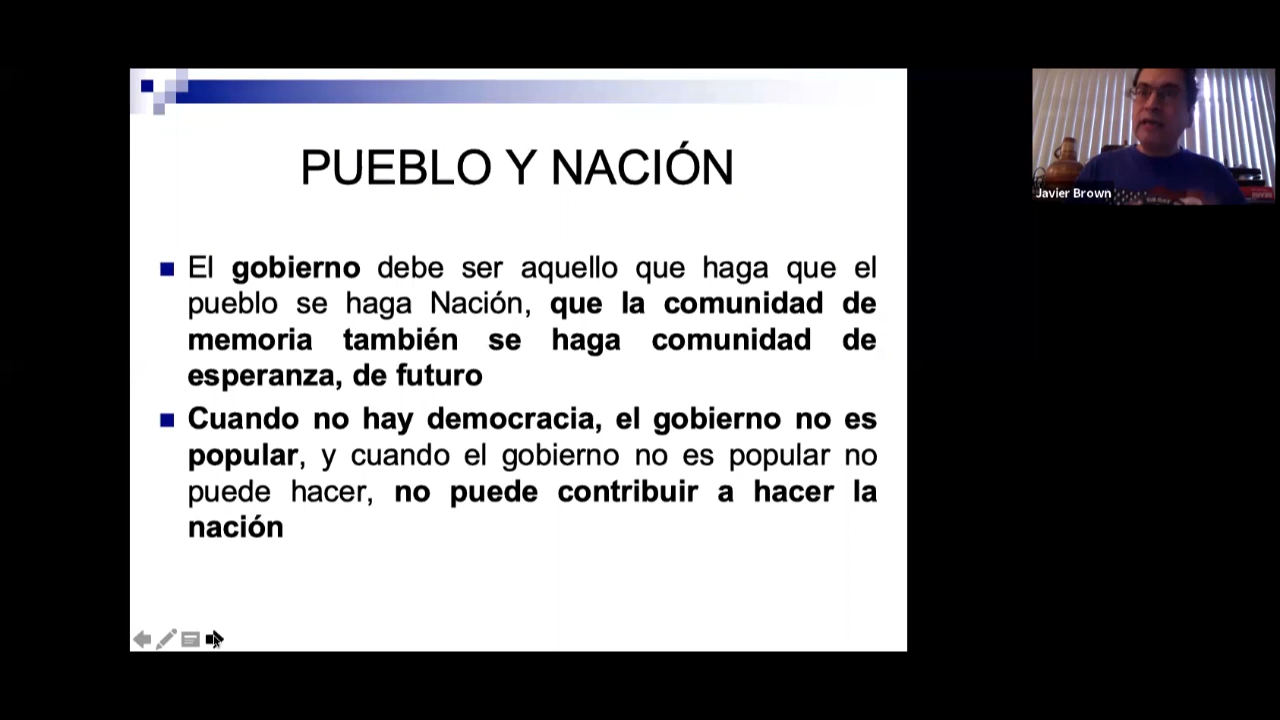 PUEBLO Y NACIÓN
El gobierno debe ser aquello que haga que el
pueblo se haga Nación, que la comunidad de
memoria también se haga comunidad de
esperanza, de futuro
Cuando no hay democracia, el gobierno no es
popular, y cuando el gobierno no es popular no
puede hacer, no puede contribuir a hacer la
nación
Javier Brown